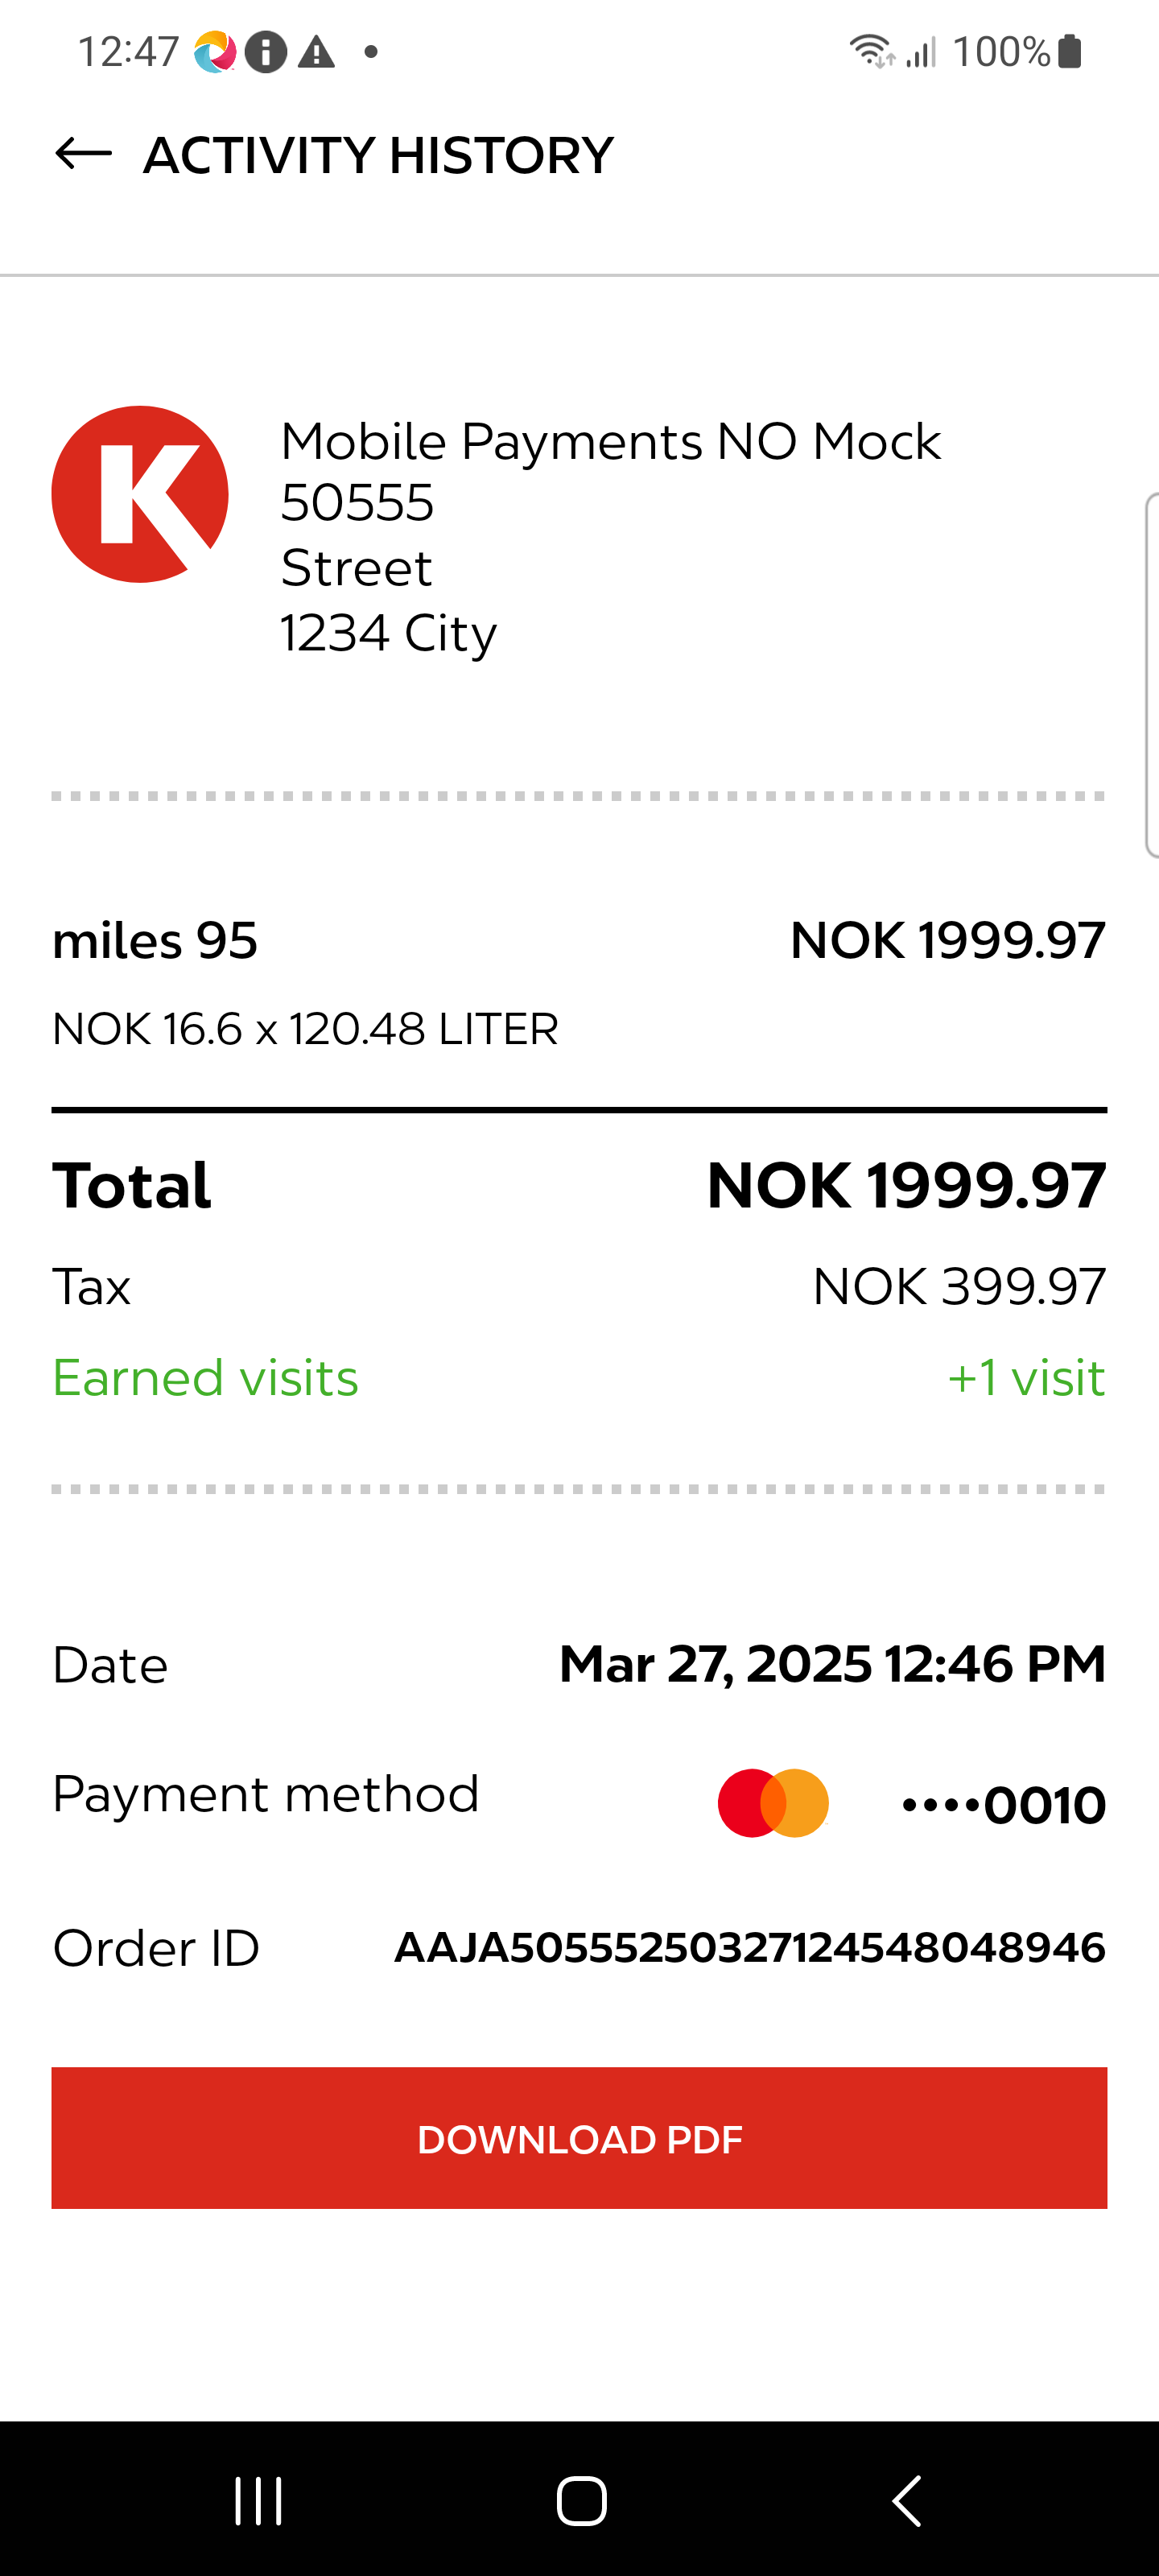 12:47 100%
ACTIVITY HISTORY
K
Mobile Payments NO Mock
50555
Street
1234 City
miles 95 NOK 1999.97
NOK 16.6 x 120.48 LITER
Total NOK 1999.97
Tax NOK 399.97
Earned visits +1 visit
Date Mar 27, 2025 12:46 PM
Payment method ••••0010
Order ID AAJA50555250327124548048946
DOWNLOAD PDF